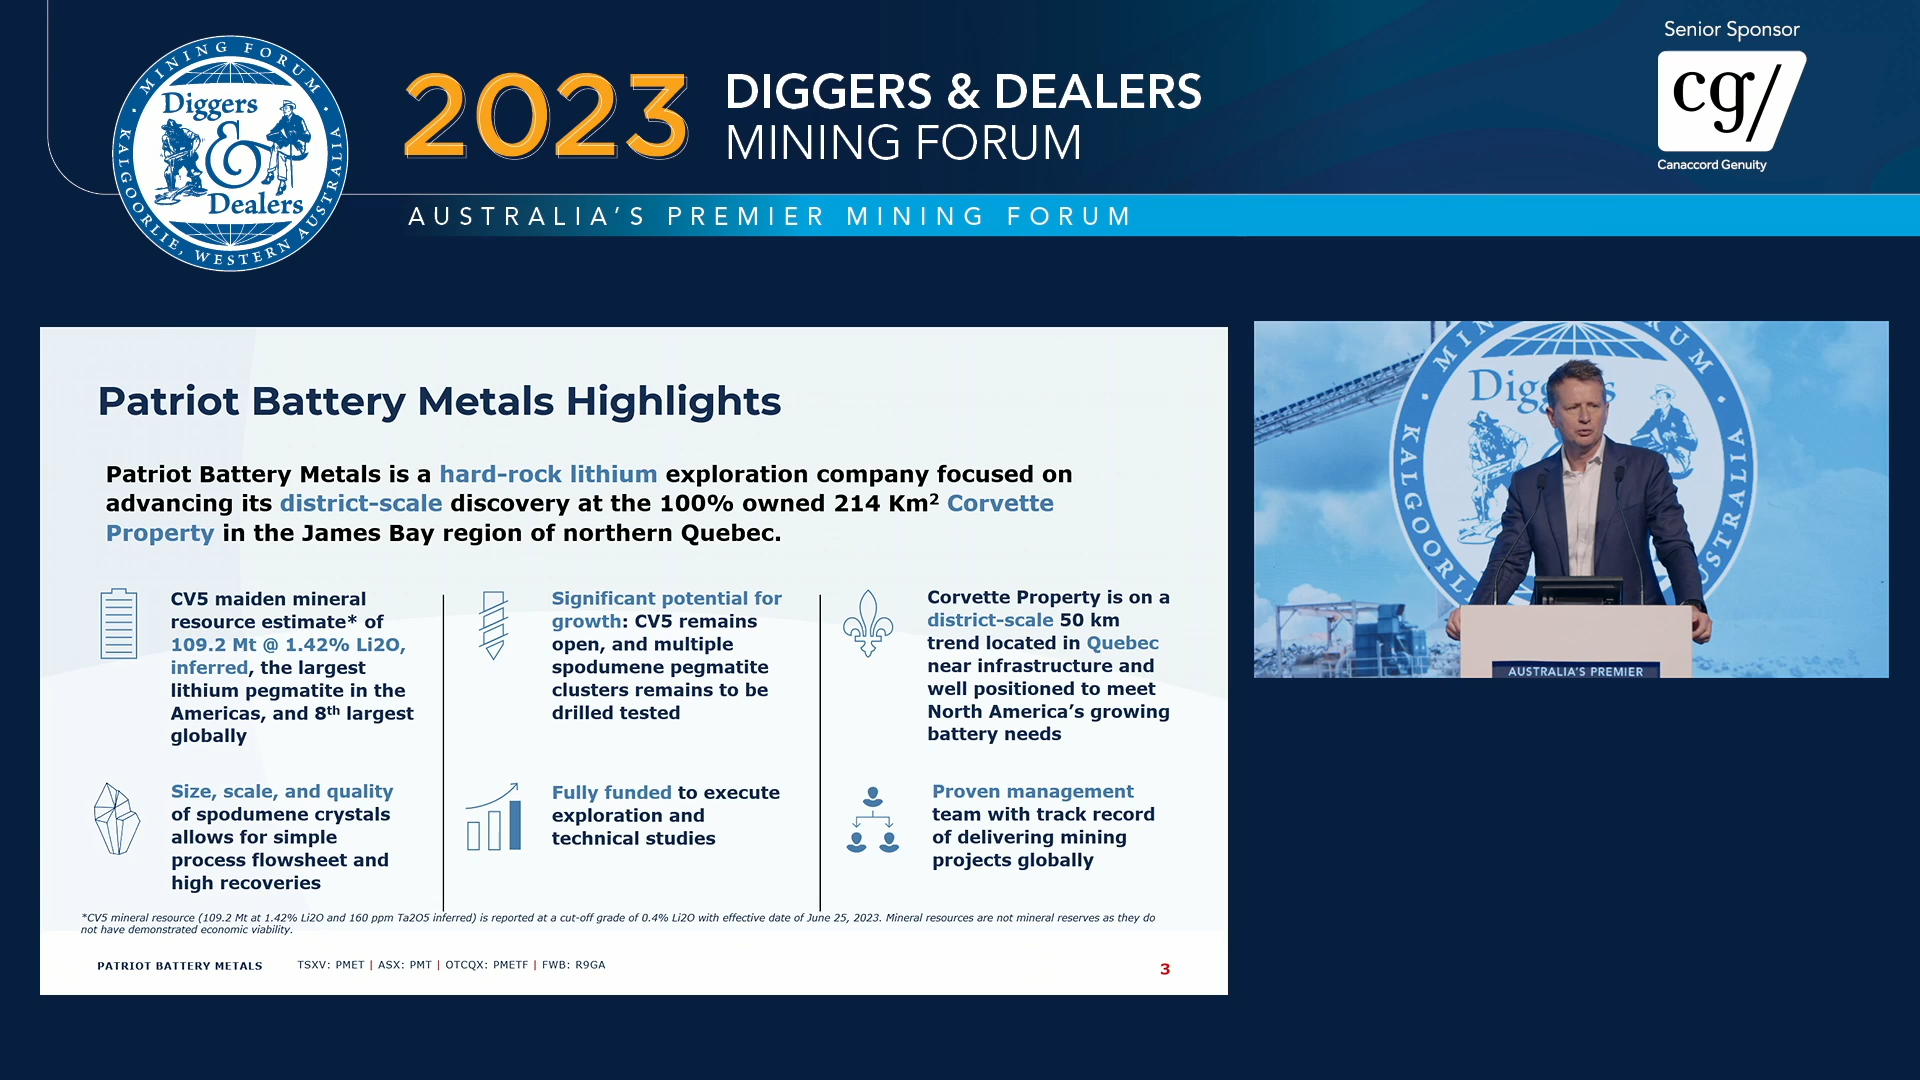 MINING FORUM
Diggers
&
Dealers
KALGOORLIE, WESTERN AUSTRALIA
2023
DIGGERS & DEALERS
MINING FORUM
AUSTRALIA'S PREMIER MINING FORUM
Senior Sponsor
cg/
Canaccord Genuity
Patriot Battery Metals Highlights
Patriot Battery Metals is a hard-rock lithium exploration company focused on
advancing its district-scale discovery at the 100% owned 214 Km² Corvette
Property in the James Bay region of northern Quebec.
CV5 maiden mineral
resource estimate* of
109.2 Mt @ 1.42% Li2O,
inferred, the largest
lithium pegmatite in the
Americas, and 8th largest
globally
Significant potential for
growth: CV5 remains
open, and multiple
spodumene pegmatite
clusters remains to be
drilled tested
Corvette Property is on a
district-scale 50 km
trend located in Quebec
near infrastructure and
well positioned to meet
North America's growing
battery needs
Size, scale, and quality
of spodumene crystals
allows for simple
process flowsheet and
high recoveries
Fully funded to execute
exploration and
technical studies
Proven management
team with track record
of delivering mining
projects globally
*CV5 mineral resource (109.2 Mt at 1.42% Li2O and 160 ppm Ta2O5 inferred) is reported at a cut-off grade of 0.4% Li2O with effective date of June 25, 2023. Mineral resources are not mineral reserves as they do
not have demonstrated economic viability.
PATRIOT BATTERY METALS
TSXV: PMET | ASX: PMT | OTCQX: PMETF | FWB: R9GA
3
AUSTRALIA'S PREMIER